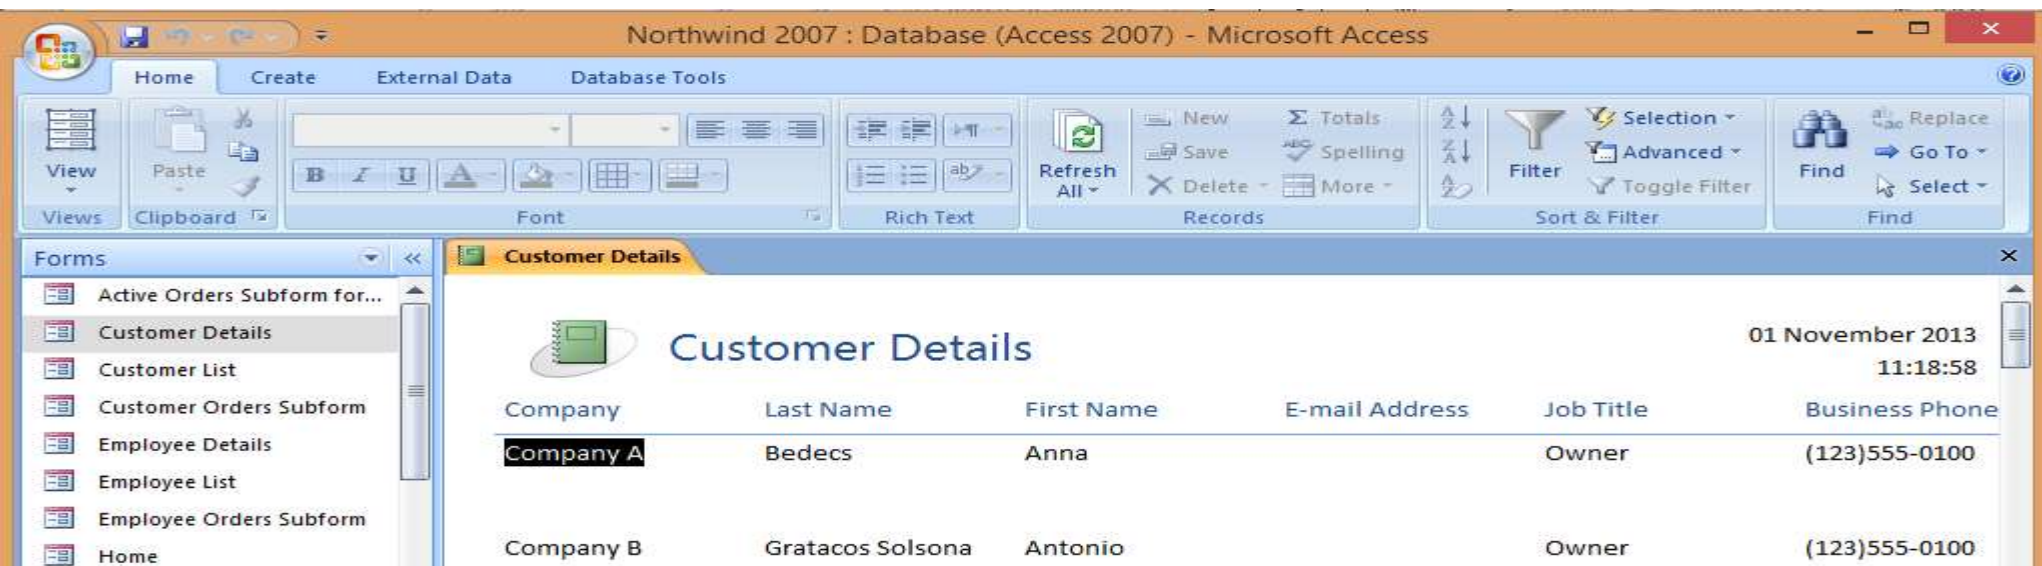 Northwind 2007 : Database (Access 2007) - Microsoft Access
Home Create External Data Database Tools
View Views
Paste Clipboard
B I U A Font
ab Rich Text
Refresh All New Save Delete Σ Totals Spelling More Records
Filter Selection Advanced Toggle Filter Sort & Filter
Find Replace Go To Select Find
Forms
Active Orders Subform for...
Customer Details
Customer List
Customer Orders Subform
Employee Details
Employee List
Employee Orders Subform
Home
Customer Details
Customer Details
01 November 2013
11:18:58
Company Last Name First Name E-mail Address Job Title Business Phone
Company A Bedecs Anna Owner (123)555-0100
Company B Gratacos Solsona Antonio Owner (123)555-0100